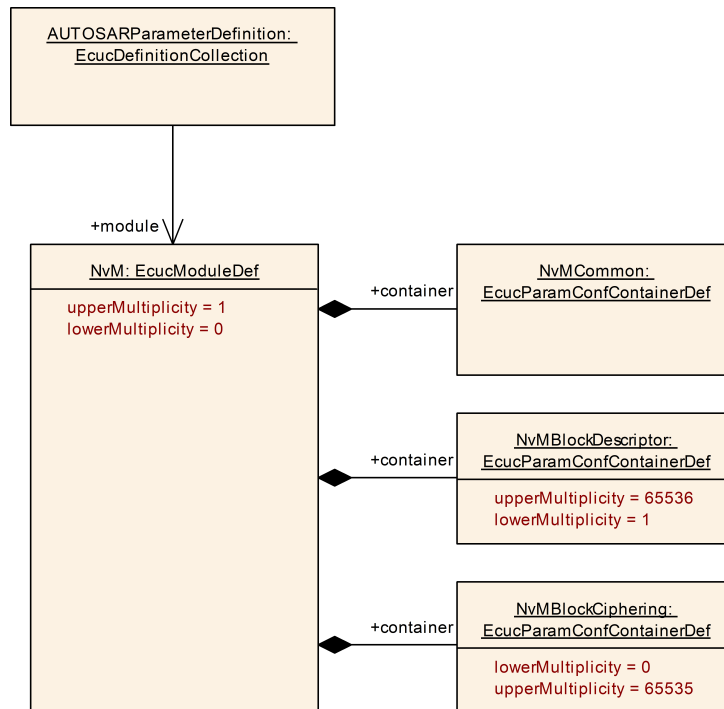 AUTOSARParameterDefinition:
EcucDefinitionCollection
+module
NvM: EcucModuleDef
upperMultiplicity = 1
lowerMultiplicity = 0
+container
NvMCommon:
EcucParamConfContainerDef
+container
NvMBlockDescriptor:
EcucParamConfContainerDef
upperMultiplicity = 65536
lowerMultiplicity = 1
+container
NvMBlockCiphering:
EcucParamConfContainerDef
lowerMultiplicity = 0
upperMultiplicity = 65535